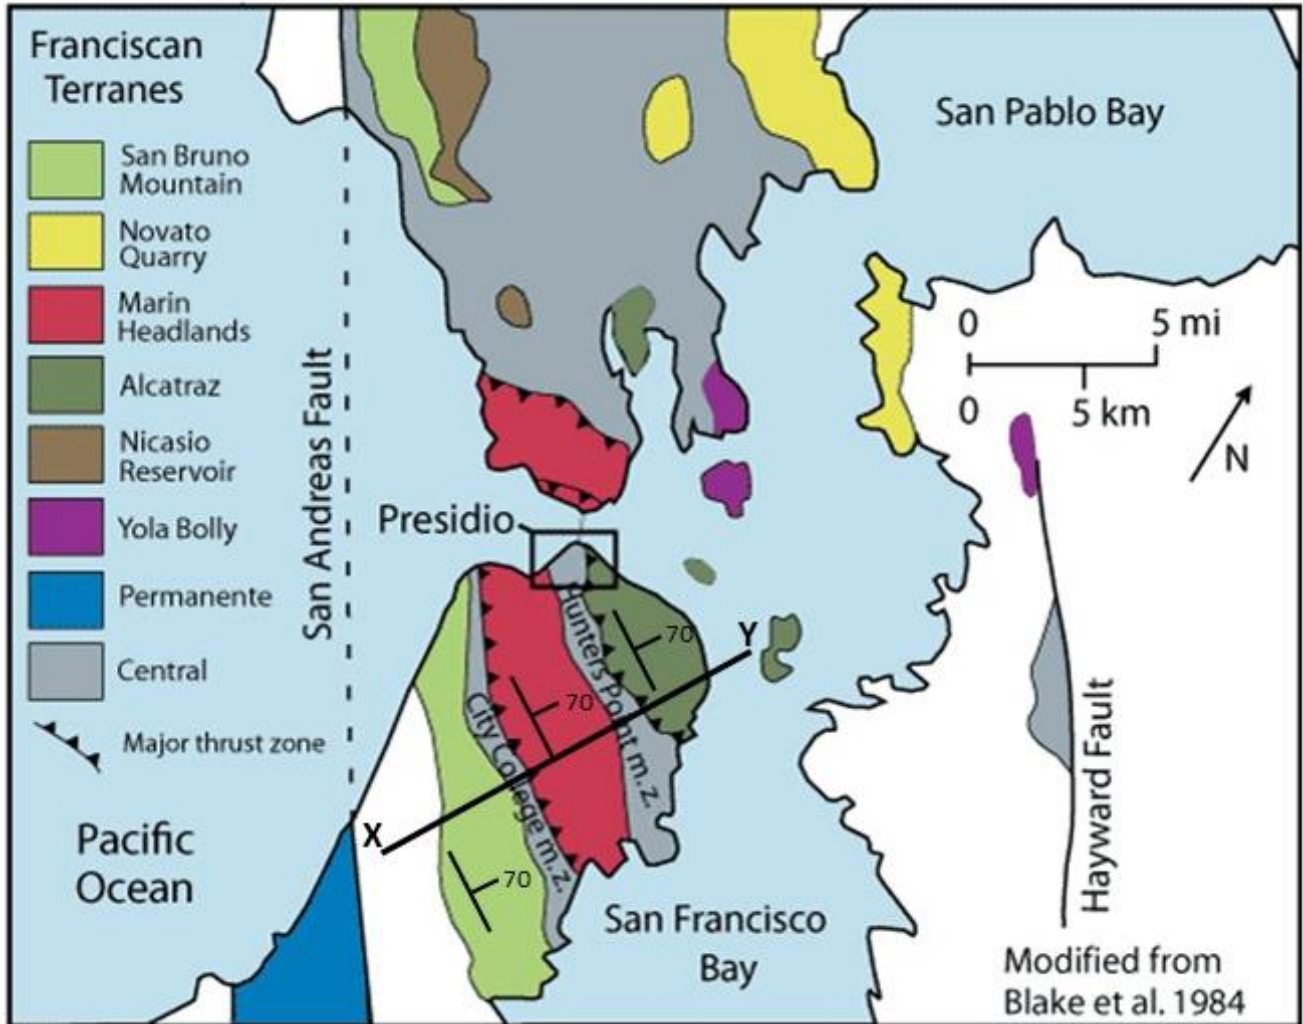 Franciscan
Terranes
San Bruno
Mountain
Novato
Quarry
Marin
Headlands
Alcatraz
Nicasio
Reservoir
Yola Bolly
Permanente
Central
Major thrust zone
Pacific
Ocean
San Andreas Fault
San Pablo Bay
0 5 mi
0 5 km
N
Presidio
Hunters Point m.z.
70
Y
70
City College m.z.
X
70
San Francisco
Bay
Hayward Fault
Modified from
Blake et al. 1984